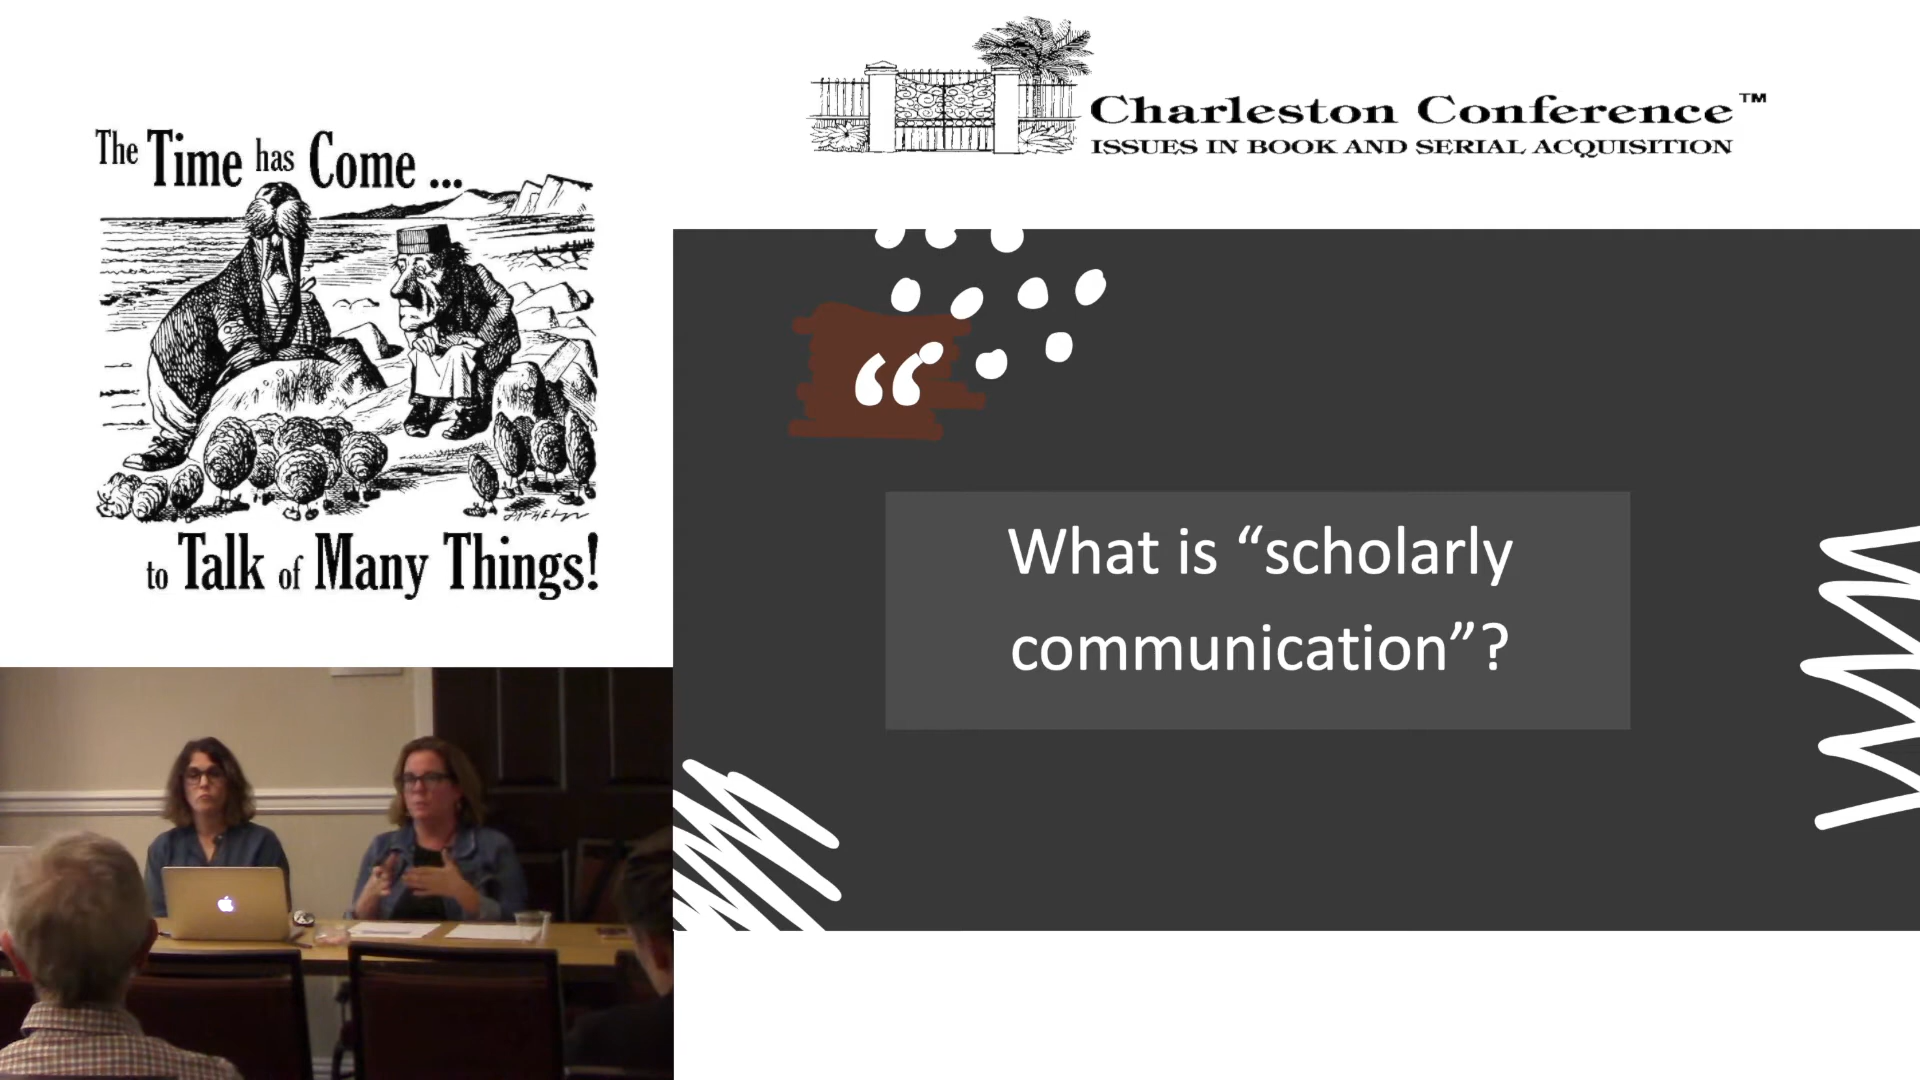 The Time has Come ...
to Talk of Many Things!
Charleston Conference™
ISSUES IN BOOK AND SERIAL ACQUISITION
“
What is “scholarly
communication”?